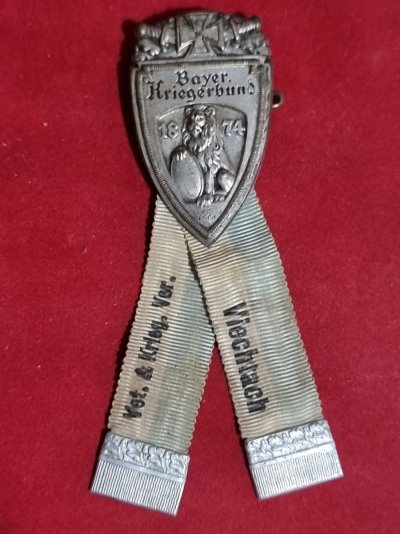 Bayer.
Kriegerbund
18 74
Vet. & Krieg. Ver.
Viechtach